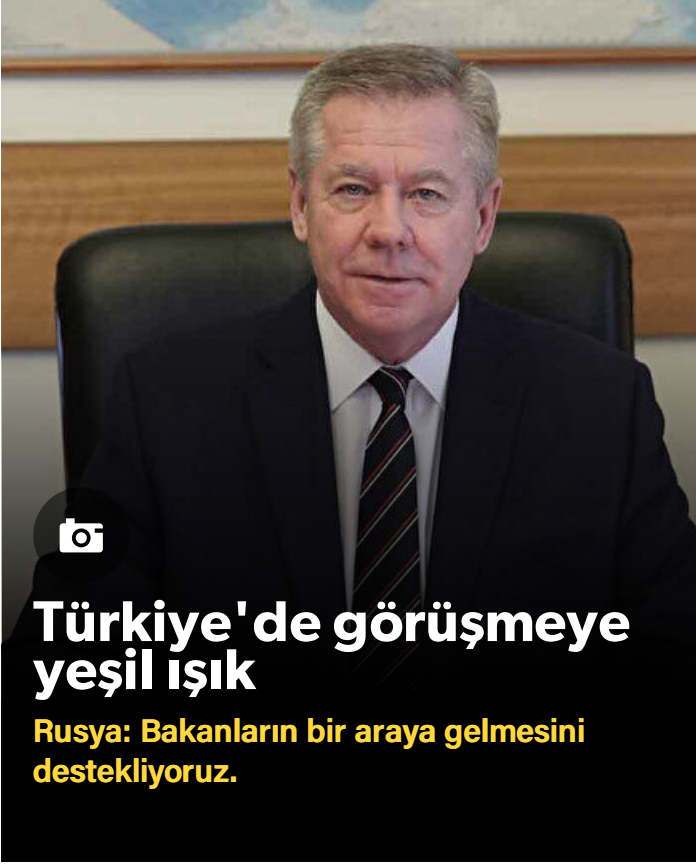 Türkiye'de görüşmeye
yeşil ışık
Rusya: Bakanların bir araya gelmesini
destekliyoruz.